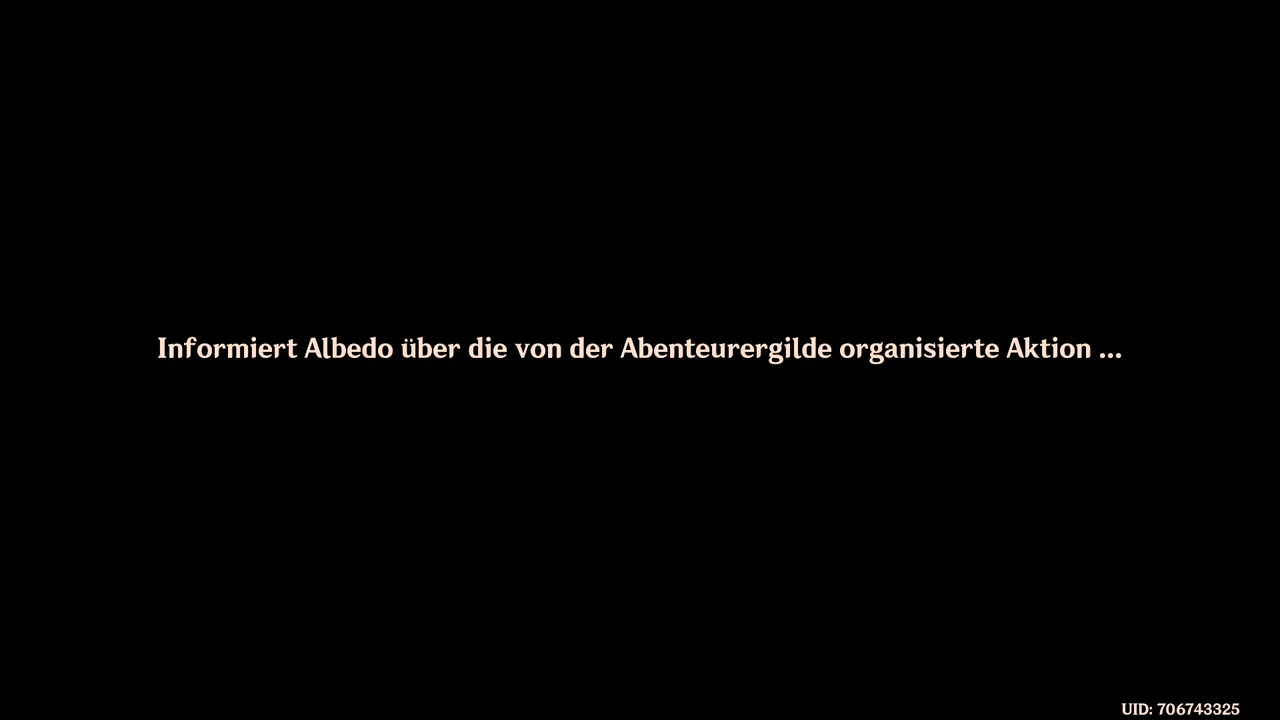 Informiert Albedo über die von der Abenteurergilde organisierte Aktion ...
UID: 706743325